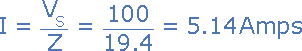 I = V_S / Z = 100 / 19.4 = 5.14Amps